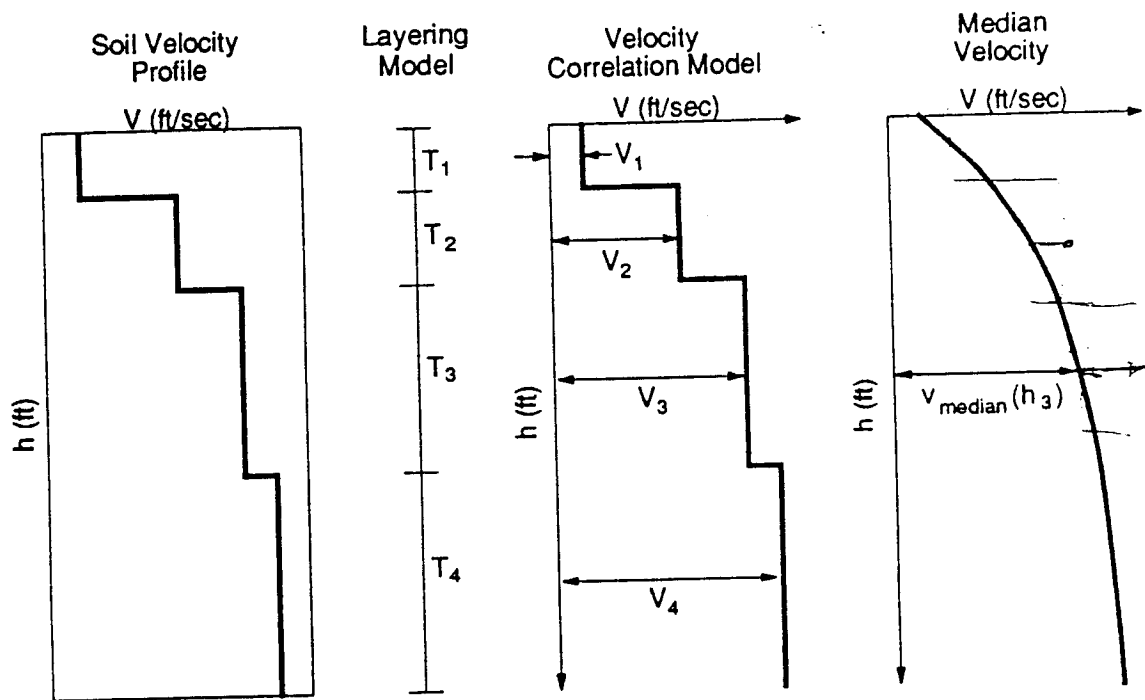 Soil Velocity
Profile
V (ft/sec)
h (ft)
Layering
Model
T1
T2
T3
T4
Velocity
Correlation Model
V (ft/sec)
V1
V2
V3
V4
h (ft)
Median
Velocity
V (ft/sec)
vmedian(h3)
h (ft)